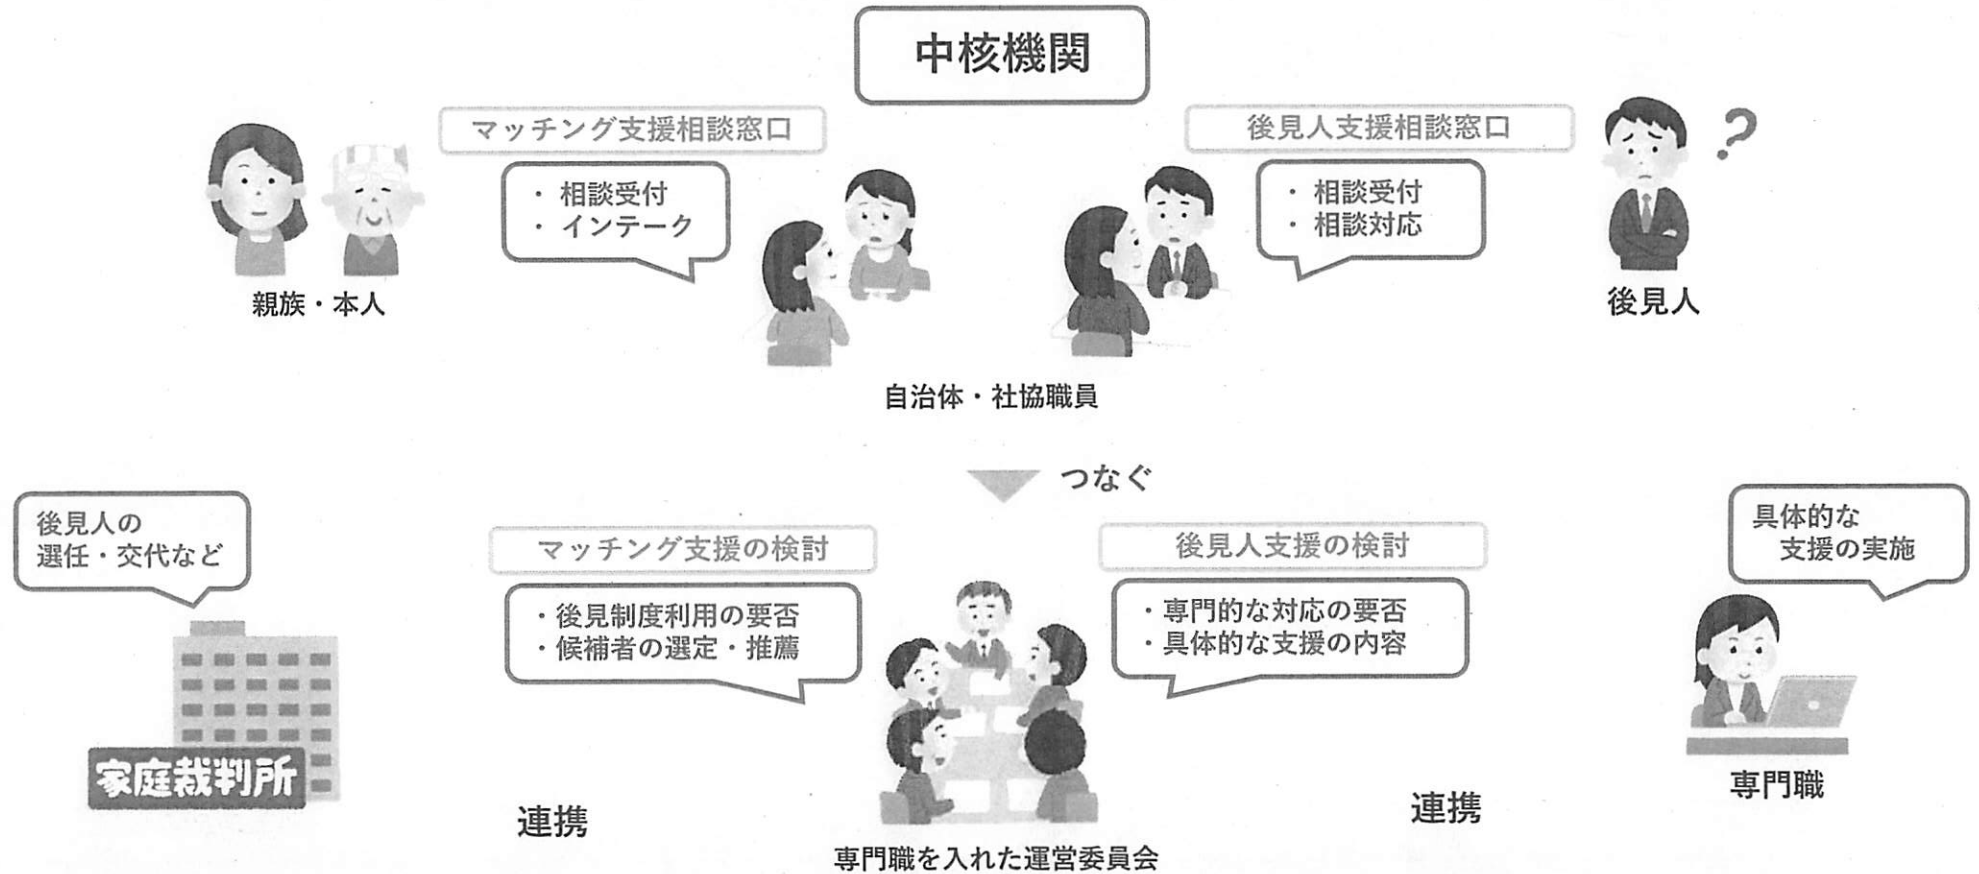 中核機関
マッチング支援相談窓口
・ 相談受付
・ インテーク
親族・本人
後見人支援相談窓口
・ 相談受付
・ 相談対応
?
後見人
自治体・社協職員
つなぐ
後見人の
選任・交代など
家庭裁判所
マッチング支援の検討
・後見制度利用の要否
・候補者の選定・推薦
後見人支援の検討
・専門的な対応の要否
・具体的な支援の内容
具体的な
支援の実施
専門職
連携
連携
専門職を入れた運営委員会